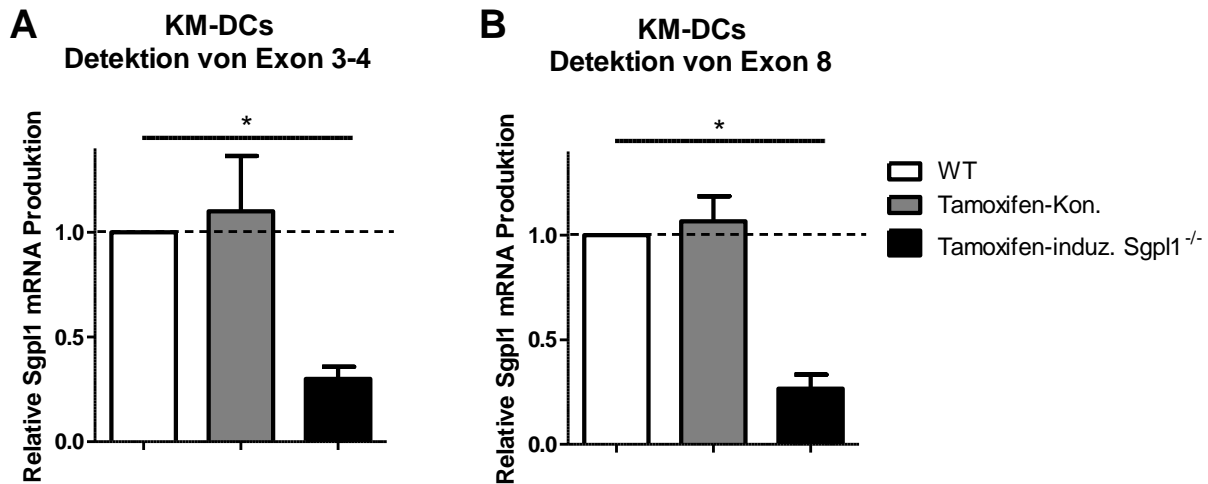 A
KM-DCs
Detektion von Exon 3-4
Relative Sgpl1 mRNA Produktion
*
1.0
0.5
0.0
B
KM-DCs
Detektion von Exon 8
Relative Sgpl1 mRNA Produktion
*
1.0
0.5
0.0
WT
Tamoxifen-Kon.
Tamoxifen-induz. Sgpl1⁻/⁻